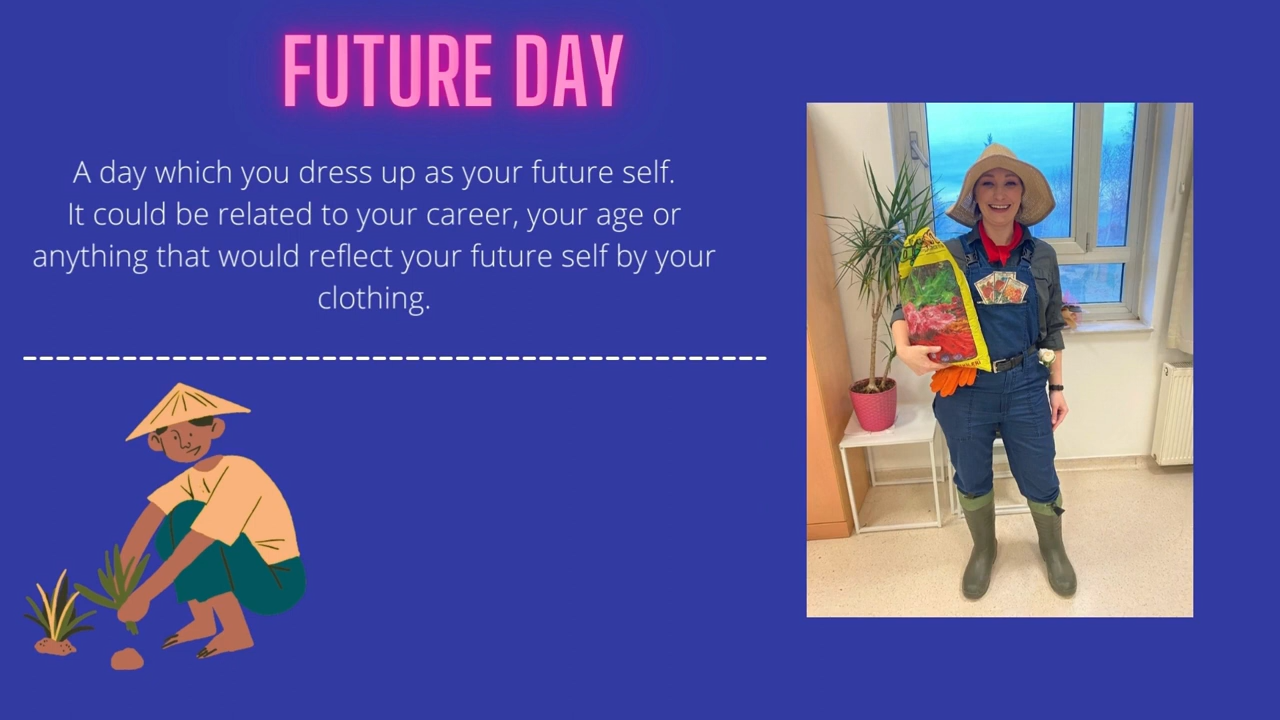 FUTURE DAY
A day which you dress up as your future self.
It could be related to your career, your age or
anything that would reflect your future self by your
clothing.